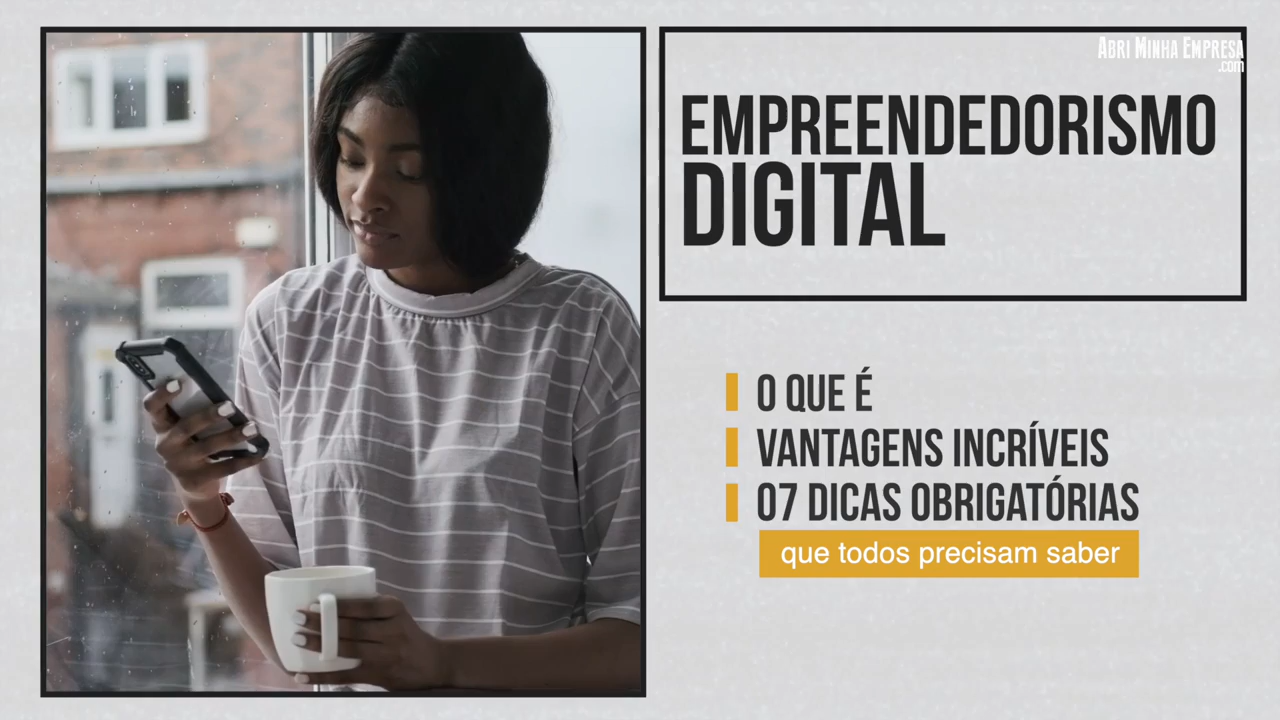 ABRI MINHA EMPRESA
.com
EMPREENDEDORISMO
DIGITAL
O QUE É
VANTAGENS INCRÍVEIS
07 DICAS OBRIGATÓRIAS
que todos precisam saber